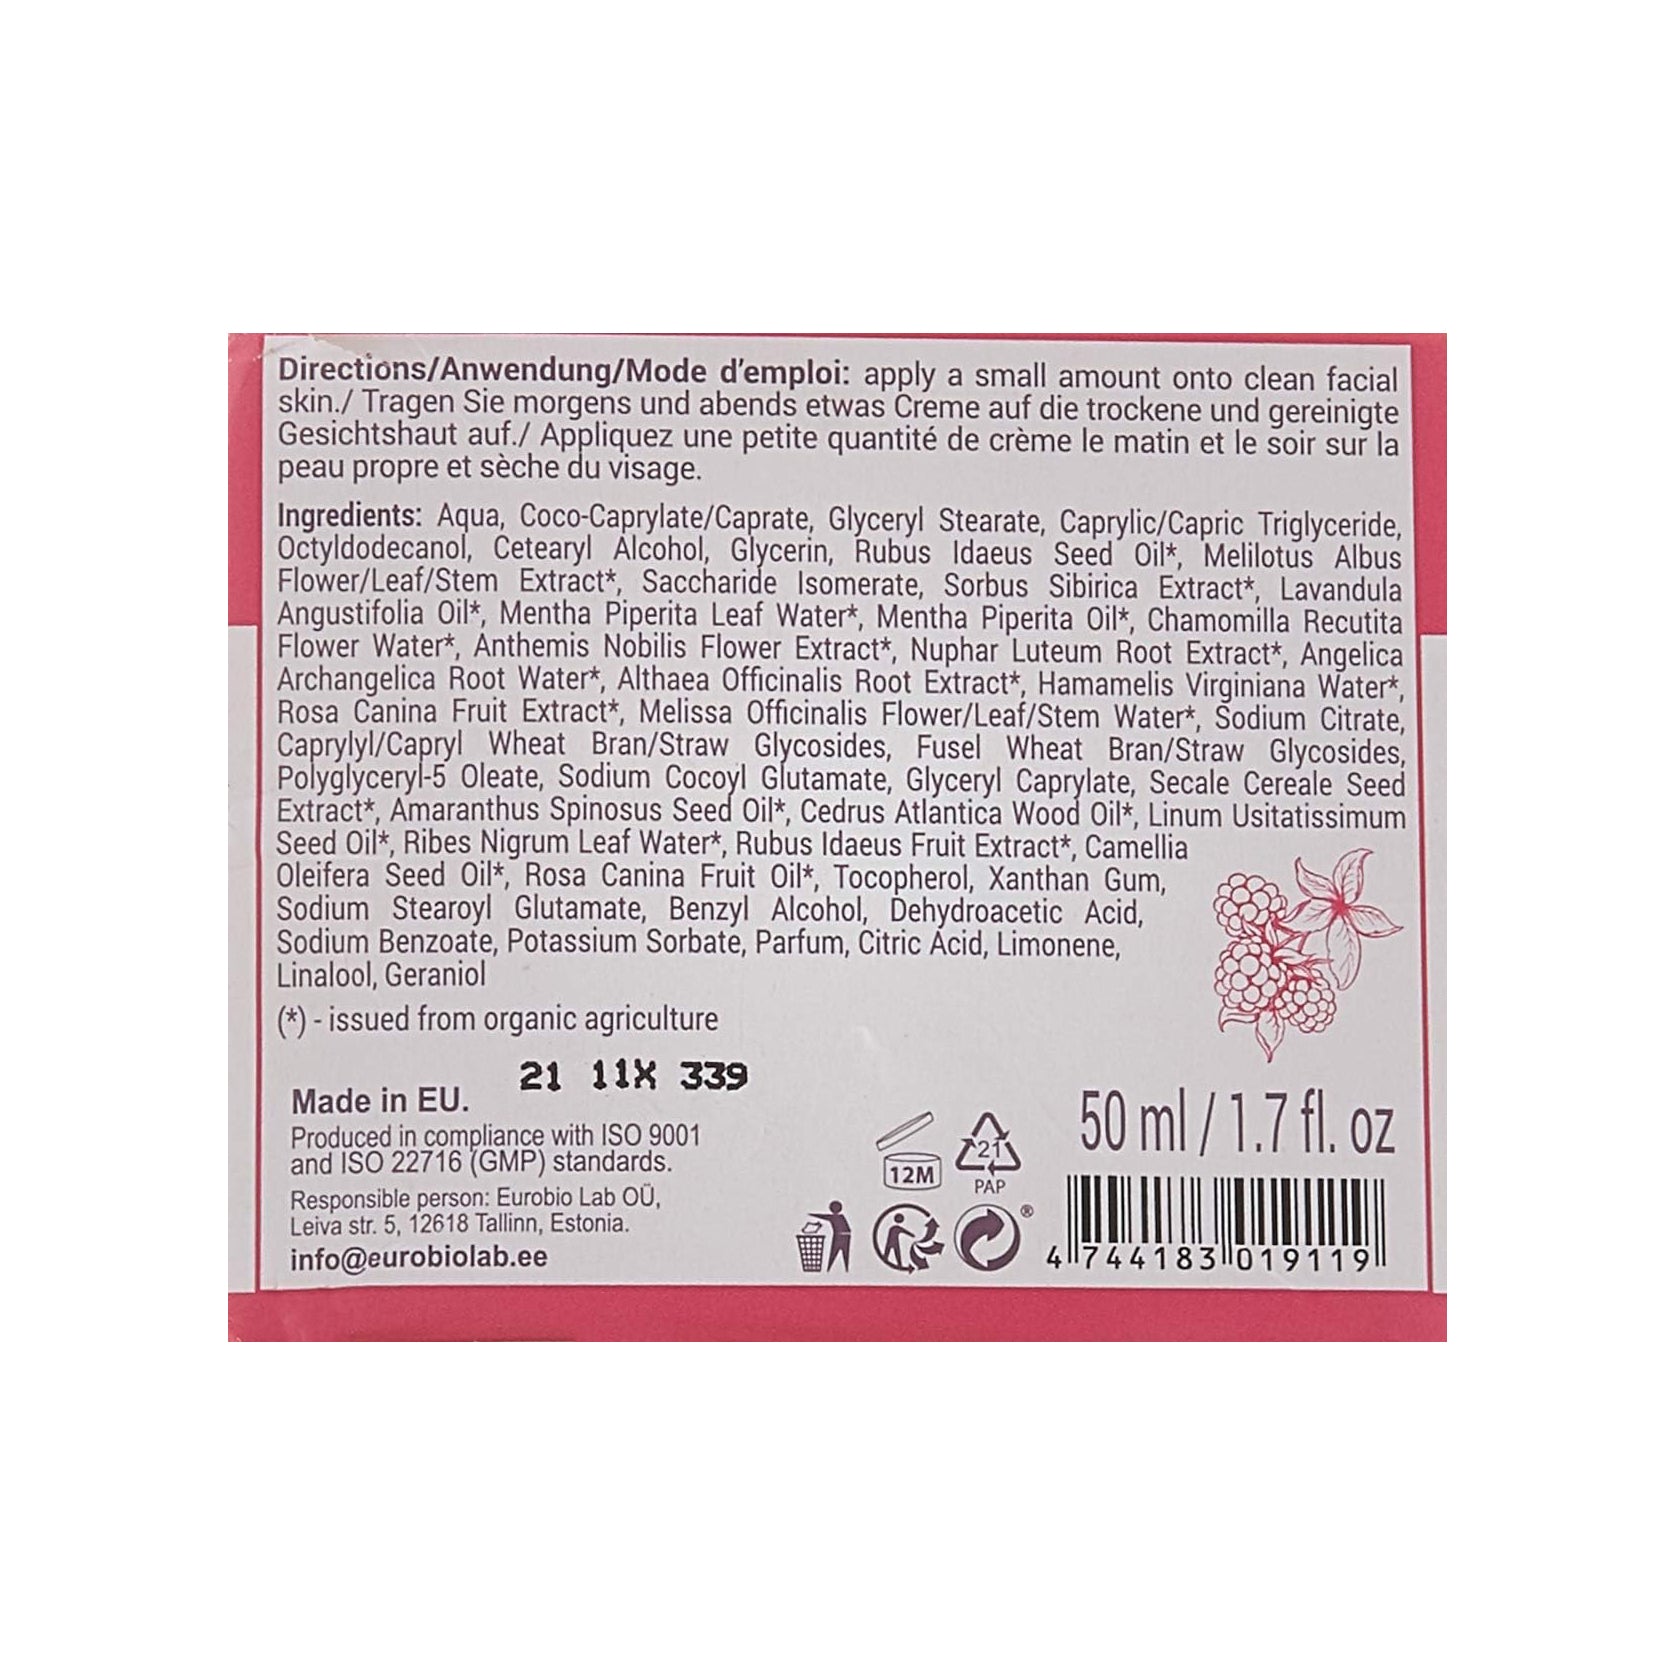 Directions/Anwendung/Mode d'emploi: apply a small amount onto clean facial
skin./ Tragen Sie morgens und abends etwas Creme auf die trockene und gereinigte
Gesichtshaut auf./ Appliquez une petite quantité de crème le matin et le soir sur la
peau propre et sèche du visage.
Ingredients: Aqua, Coco-Caprylate/Caprate, Glyceryl Stearate, Caprylic/Capric Triglyceride,
Octyldodecanol, Cetearyl Alcohol, Glycerin, Rubus Idaeus Seed Oil*, Melilotus Albus
Flower/Leaf/Stem Extract*, Saccharide Isomerate, Sorbus Sibirica Extract*, Lavandula
Angustifolia Oil*, Mentha Piperita Leaf Water*, Mentha Piperita Oil*, Chamomilla Recutita
Flower Water*, Anthemis Nobilis Flower Extract*, Nuphar Luteum Root Extract*, Angelica
Archangelica Root Water*, Althaea Officinalis Root Extract*, Hamamelis Virginiana Water*,
Rosa Canina Fruit Extract*, Melissa Officinalis Flower/Leaf/Stem Water*, Sodium Citrate,
Caprylyl/Capryl Wheat Bran/Straw Glycosides, Fusel Wheat Bran/Straw Glycosides,
Polyglyceryl-5 Oleate, Sodium Cocoyl Glutamate, Glyceryl Caprylate, Secale Cereale Seed
Extract*, Amaranthus Spinosus Seed Oil*, Cedrus Atlantica Wood Oil*, Linum Usitatissimum
Seed Oil*, Ribes Nigrum Leaf Water*, Rubus Idaeus Fruit Extract*, Camellia
Oleifera Seed Oil*, Rosa Canina Fruit Oil*, Tocopherol, Xanthan Gum,
Sodium Stearoyl Glutamate, Benzyl Alcohol, Dehydroacetic Acid,
Sodium Benzoate, Potassium Sorbate, Parfum, Citric Acid, Limonene,
Linalool, Geraniol
(*) - issued from organic agriculture
21 11X 339
Made in EU.
Produced in compliance with ISO 9001
and ISO 22716 (GMP) standards.
Responsible person: Eurobio Lab OÜ,
Leiva str. 5, 12618 Tallinn, Estonia.
info@eurobiolab.ee
12M
21
PAP
®
50 ml / 1.7 fl. oz
4 744183 019119